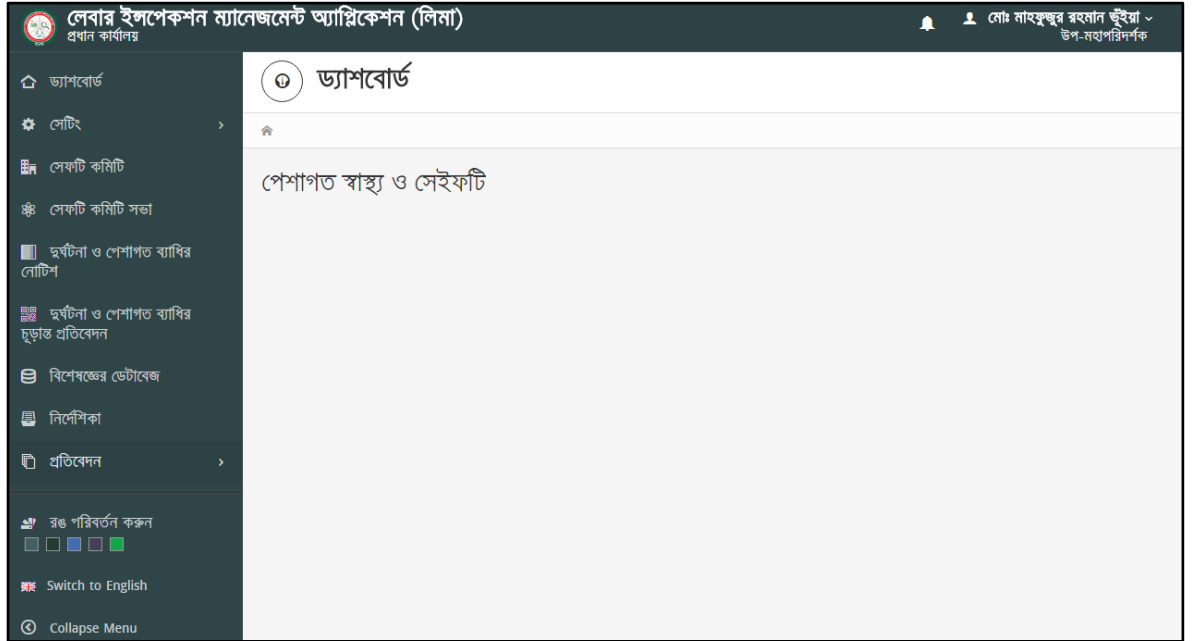 লেবার ইন্সপেকশন ম্যানেজমেন্ট অ্যাপ্লিকেশন (লিমা)
প্রধান কার্যালয়
মোঃ মাহফুজুর রহমান ভূঁইয়া
উপ-মহাপরিদর্শক
ড্যাশবোর্ড
সেটিং
সেফটি কমিটি
সেফটি কমিটি সভা
দুর্ঘটনা ও পেশাগত ব্যাধির
নোটিশ
দুর্ঘটনা ও পেশাগত ব্যাধির
চূড়ান্ত প্রতিবেদন
বিশেষজ্ঞের ডেটাবেজ
নির্দেশিকা
প্রতিবেদন
রঙ পরিবর্তন করুন
Switch to English
Collapse Menu
ড্যাশবোর্ড
পেশাগত স্বাস্থ্য ও সেইফটি